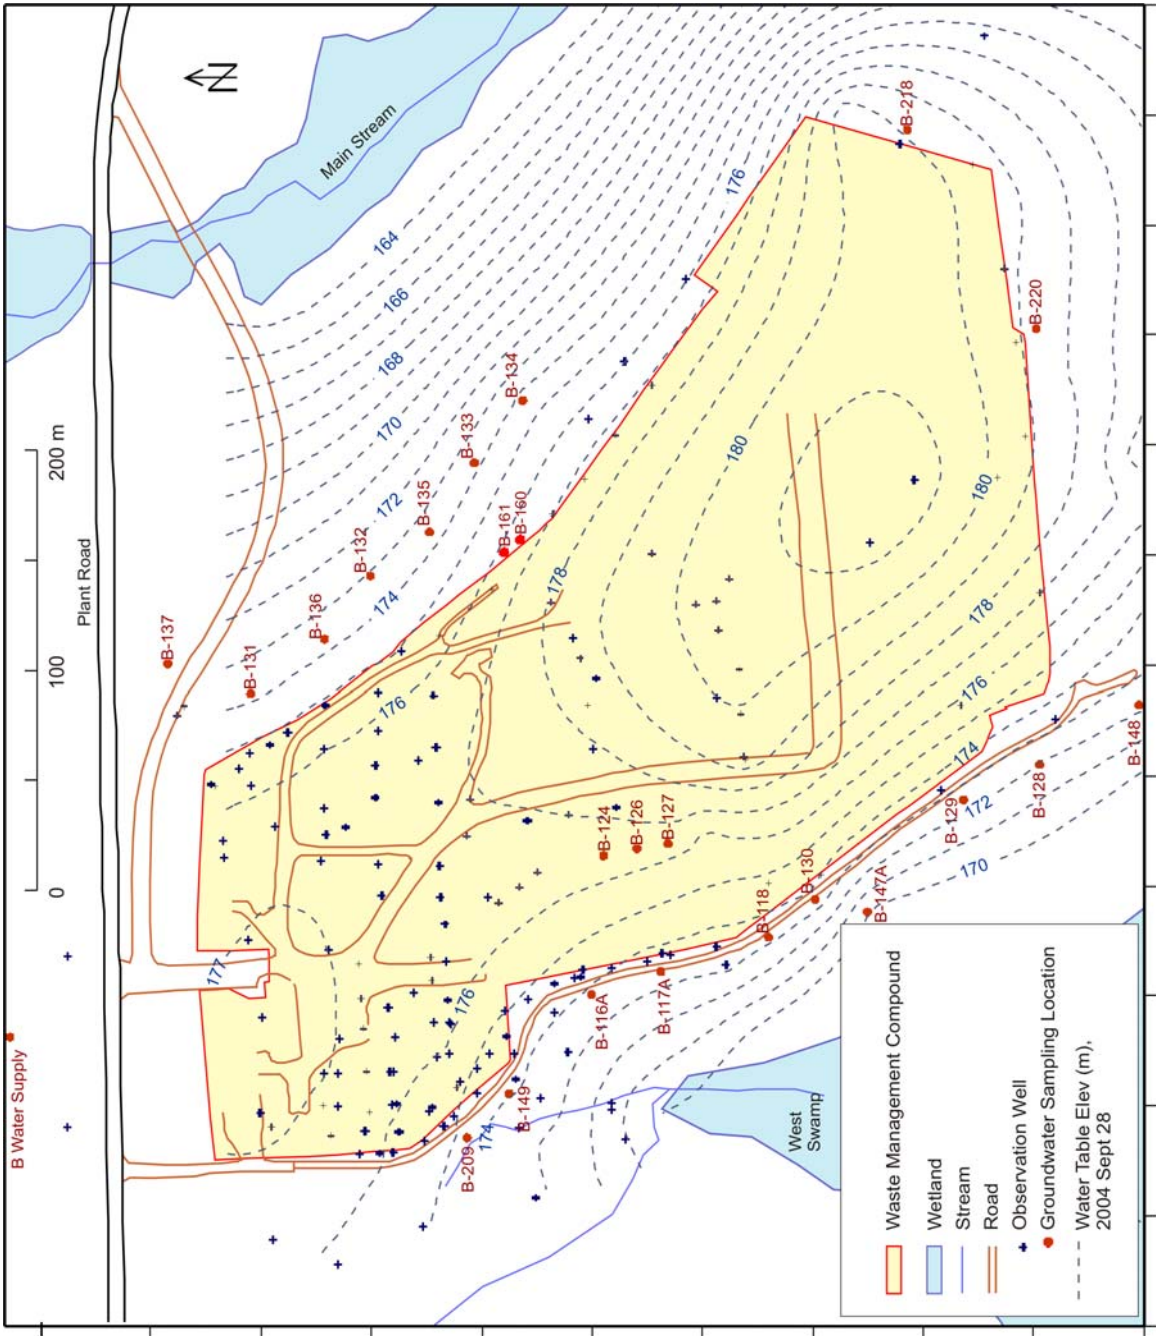 B Water Supply
Plant Road
0
100
200 m
N
Main Stream
B-137
B-131
B-136
B-132
B-135
B-133
B-134
B-161
B-160
B-124
B-126
B-127
B-118
B-130
B-129
B-128
B-148
B-147A
B-116A
B-117A
B-149
B-209
B-218
B-220
164
166
168
170
172
174
176
176
177
176
174
178
180
180
178
176
174
172
170
West
Swamp
Waste Management Compound
Wetland
Stream
Road
Observation Well
Groundwater Sampling Location
Water Table Elev (m),
2004 Sept 28